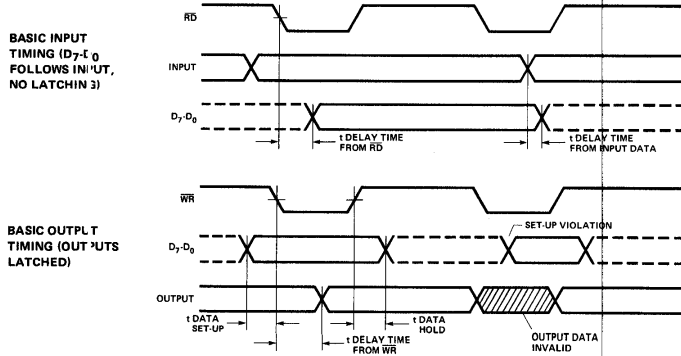 BASIC INPUT
TIMING (D7-D0
FOLLOWS INPUT,
NO LATCHING)
RD
INPUT
D7-D0
t DELAY TIME
FROM RD
t DELAY TIME
FROM INPUT DATA
BASIC OUTPUT
TIMING (OUTPUTS
LATCHED)
WR
D7-D0
SET-UP VIOLATION
OUTPUT
t DATA
SET-UP
t DELAY TIME
FROM WR
t DATA
HOLD
OUTPUT DATA
INVALID